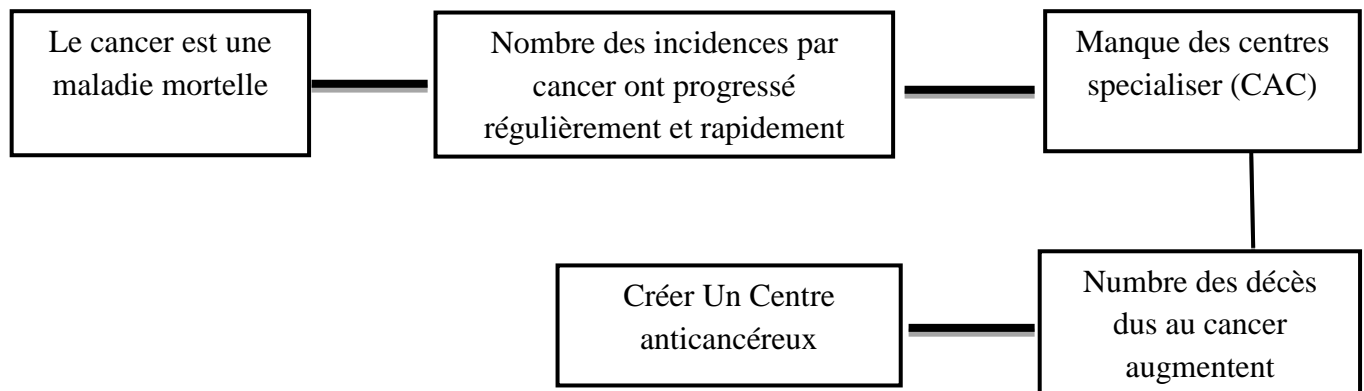 Le cancer est une
maladie mortelle
Nombre des incidences par
cancer ont progressé
régulièrement et rapidement
Manque des centres
specialiser (CAC)
Créer Un Centre
anticancéreux
Numbre des décès
dus au cancer
augmentent